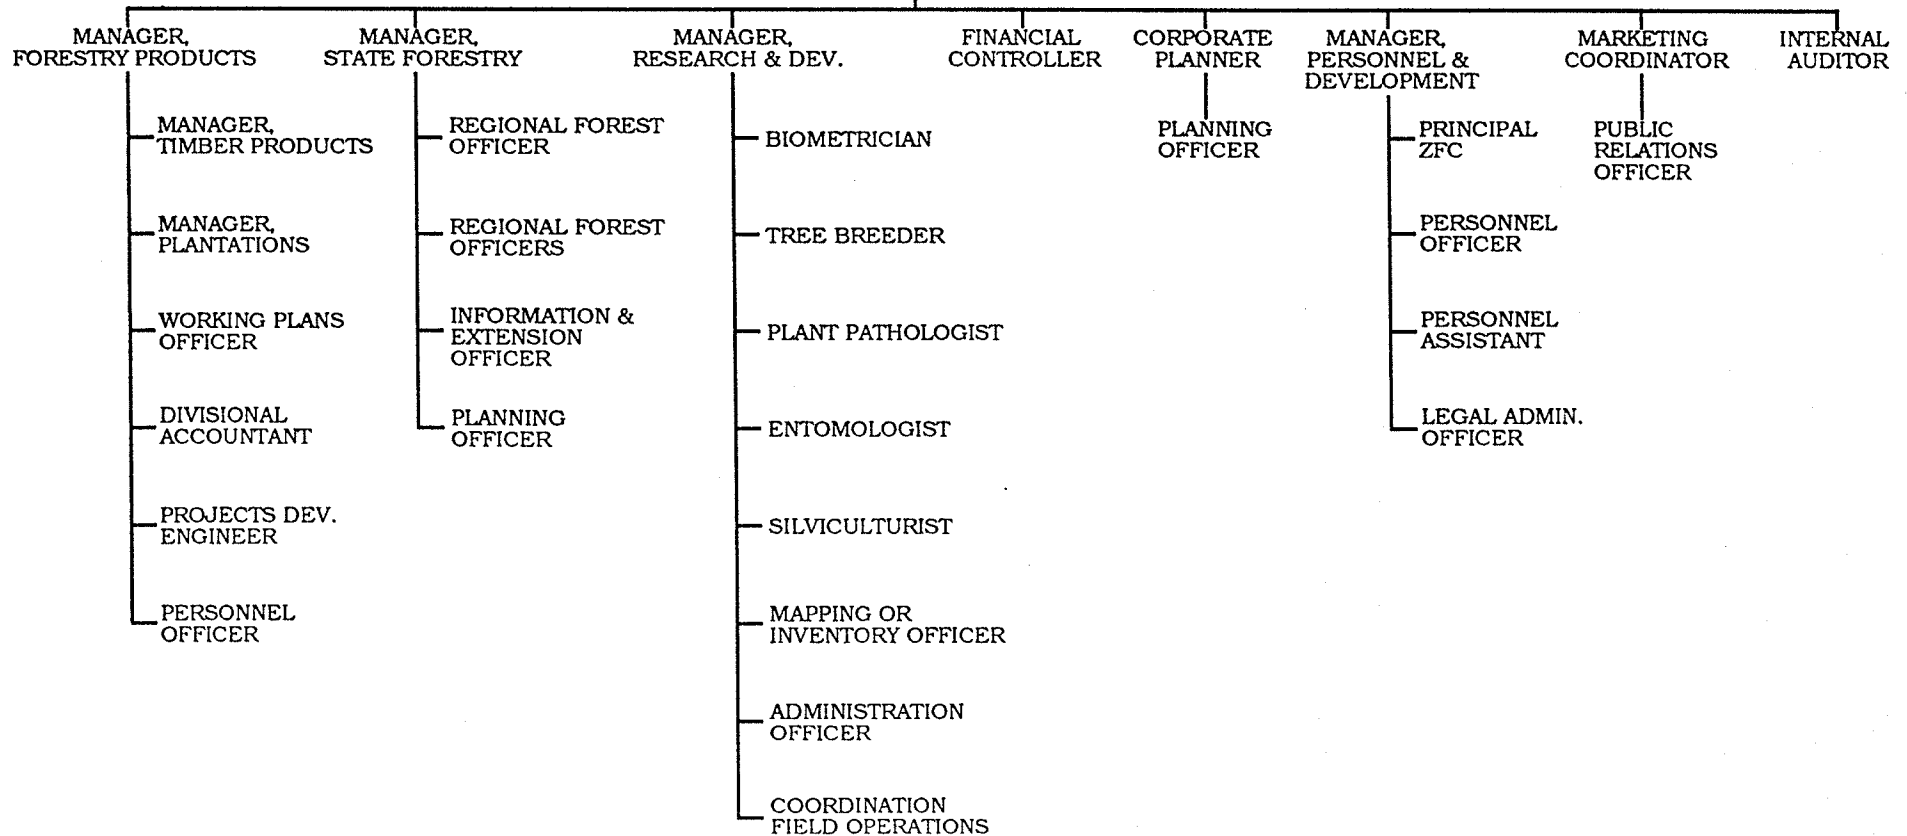 MANAGER,
FORESTRY PRODUCTS
MANAGER,
STATE FORESTRY
MANAGER,
RESEARCH & DEV.
FINANCIAL
CONTROLLER
CORPORATE
PLANNER
MANAGER,
PERSONNEL &
DEVELOPMENT
MARKETING
COORDINATOR
INTERNAL
AUDITOR
MANAGER,
TIMBER PRODUCTS
MANAGER,
PLANTATIONS
WORKING PLANS
OFFICER
DIVISIONAL
ACCOUNTANT
PROJECTS DEV.
ENGINEER
PERSONNEL
OFFICER
REGIONAL FOREST
OFFICER
REGIONAL FOREST
OFFICERS
INFORMATION &
EXTENSION
OFFICER
PLANNING
OFFICER
BIOMETRICIAN
TREE BREEDER
PLANT PATHOLOGIST
ENTOMOLOGIST
SILVICULTURIST
MAPPING OR
INVENTORY OFFICER
ADMINISTRATION
OFFICER
COORDINATION
FIELD OPERATIONS
PLANNING
OFFICER
PRINCIPAL
ZFC
PERSONNEL
OFFICER
PERSONNEL
ASSISTANT
LEGAL ADMIN.
OFFICER
PUBLIC
RELATIONS
OFFICER